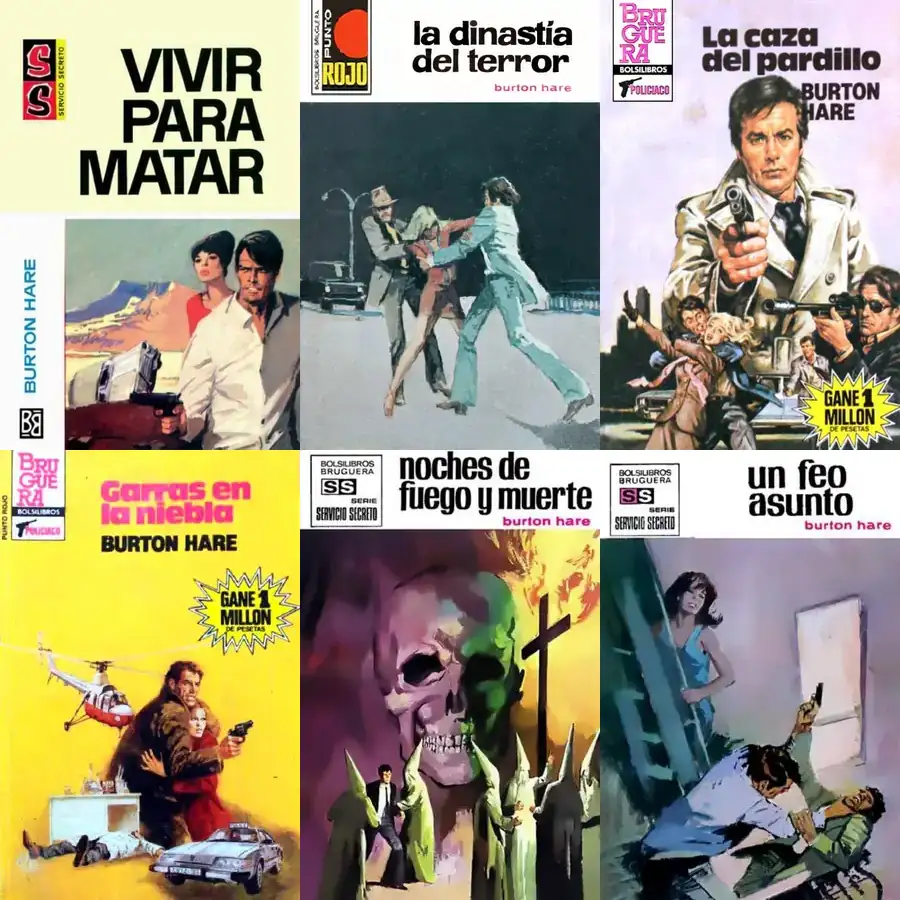 SS
SERVICIO SECRETO
VIVIR
PARA
MATAR
BURTON HARE
BB
BOLSILIBROS BRUGUERA
PUNTO
ROJO
la dinastía
del terror
burton hare
BRU
GUE
RA
BOLSILIBROS
POLICIACO
La caza
del pardillo
BURTON
HARE
GANE 1
MILLON
DE PESETAS
PUNTO ROJO
BRU
GUE
RA
BOLSILIBROS
POLICIACO
Garras en
la niebla
BURTON HARE
GANE 1
MILLON
DE PESETAS
BOLSILIBROS
BRUGUERA
SS
SERIE
SERVICIO SECRETO
noches de
fuego y muerte
burton hare
BOLSILIBROS
BRUGUERA
SS
SERIE
SERVICIO SECRETO
un feo
asunto
burton hare